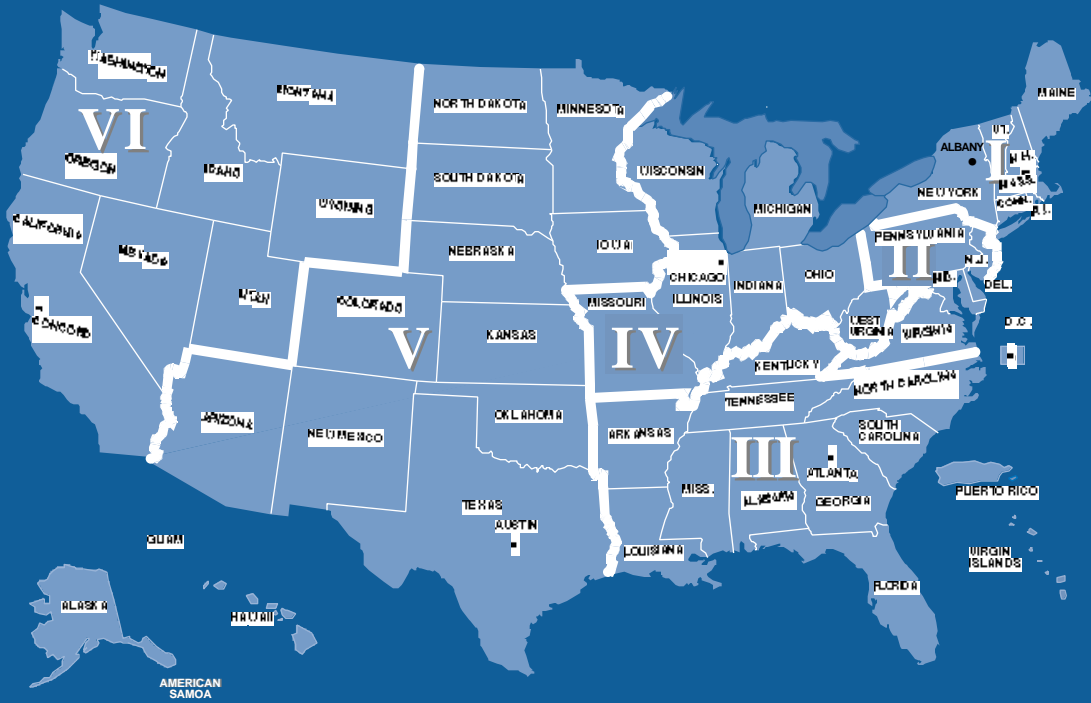 WASHINGTON
MONTANA
NORTH DAKOTA
MINNESOTA
MAINE
VI
OREGON
IDAHO
SOUTH DAKOTA
WISCONSIN
VT.
ALBANY
I
N.H.
MASS.
NEW YORK
CONN.
R.I.
WYOMING
MICHIGAN
CALIFORNIA
NEVADA
NEBRASKA
IOWA
PENNSYLVANIA
II
N.J.
MD.
DEL.
UTAH
COLORADO
CHICAGO
ILLINOIS
INDIANA
OHIO
MISSOURI
CONCORD
V
KANSAS
IV
WEST
VIRGINIA
VIRGINIA
D.C.
KENTUCKY
NORTH CAROLINA
TENNESSEE
ARIZONA
NEW MEXICO
OKLAHOMA
ARKANSAS
SOUTH
CAROLINA
III
ATLANTA
MISS.
ALABAMA
GEORGIA
PUERTO RICO
TEXAS
AUSTIN
GUAM
LOUISIANA
VIRGIN
ISLANDS
FLORIDA
ALASKA
HAWAII
AMERICAN
SAMOA